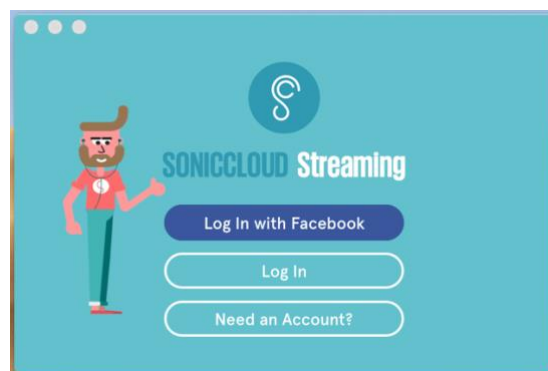 SONICCLOUD Streaming
Log In with Facebook
Log In
Need an Account?